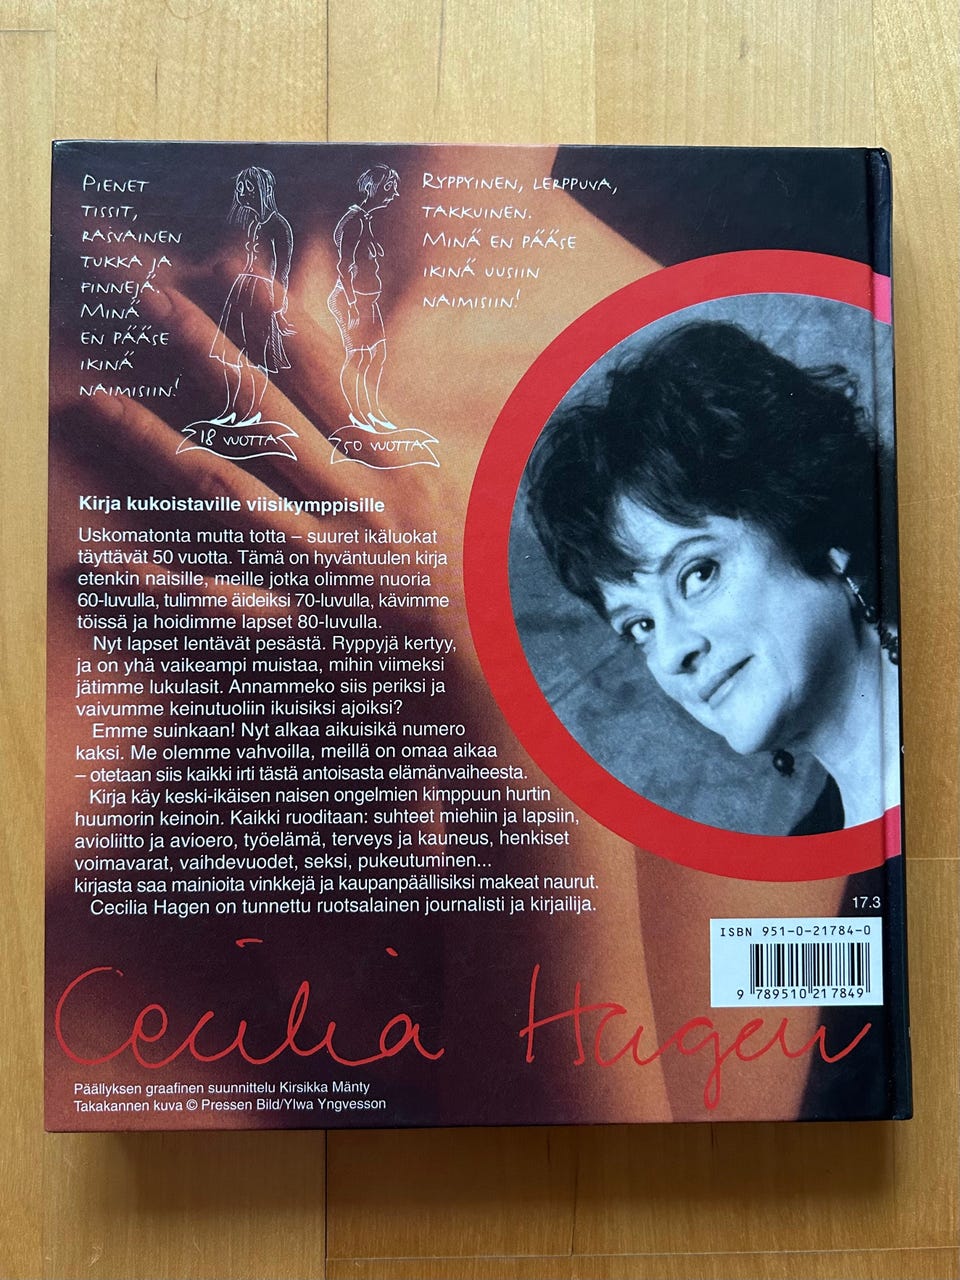 PIENET
TISSIT,
RASVAINEN
TUKKA JA
FINNEJÄ.
MINÄ
EN PÄÄSE
IKINÄ
NAIMISIIN!
18 VUOTTA
RYPPYINEN, LERPPUVA,
TAKKUINEN.
MINÄ EN PÄÄSE
IKINÄ UUSIIN
NAIMISIIN!
50 VUOTTA
Kirja kukoistaville viisikymppisille
Uskomatonta mutta totta – suuret ikäluokat
täyttävät 50 vuotta. Tämä on hyväntuulen kirja
etenkin naisille, meille jotka olimme nuoria
60-luvulla, tulimme äideiksi 70-luvulla, kävimme
töissä ja hoidimme lapset 80-luvulla.
Nyt lapset lentävät pesästä. Ryppyjä kertyy,
ja on yhä vaikeampi muistaa, mihin viimeksi
jätimme lukulasit. Annammeko siis periksi ja
vaivumme keinutuoliin ikuisiksi ajoiksi?
Emme suinkaan! Nyt alkaa aikuisikä numero
kaksi. Me olemme vahvoilla, meillä on omaa aikaa
– otetaan siis kaikki irti tästä antoisasta elämänvaiheesta.
Kirja käy keski-ikäisen naisen ongelmien kimppuun hurtin
huumorin keinoin. Kaikki ruoditaan: suhteet miehiin ja lapsiin,
avioliitto ja avioero, työelämä, terveys ja kauneus, henkiset
voimavarat, vaihdevuodet, seksi, pukeutuminen...
kirjasta saa mainioita vinkkejä ja kaupanpäällisiksi makeat naurut.
Cecilia Hagen on tunnettu ruotsalainen journalisti ja kirjailija.
17.3
ISBN 951-0-21784-0
9 789510 217849
Cecilia Hagen
Päällyksen graafinen suunnittelu Kirsikka Mänty
Takakannen kuva © Pressen Bild/Ylwa Yngvesson